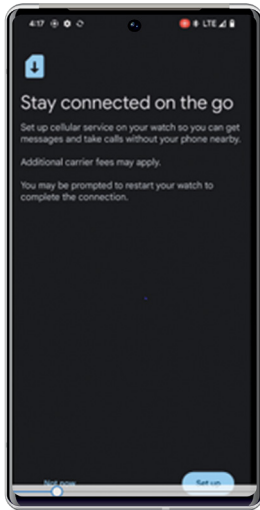 4:17
LTE
Stay connected on the go
Set up cellular service on your watch so you can get
messages and take calls without your phone nearby.
Additional carrier fees may apply.
You may be prompted to restart your watch to
complete the connection.
Not now
Set up